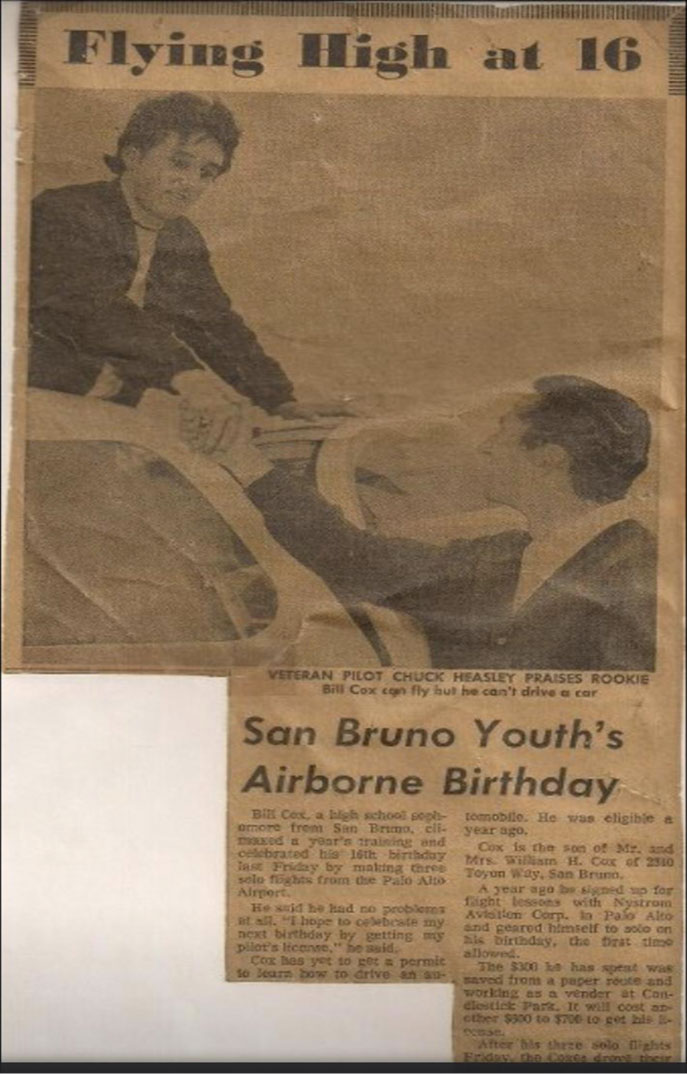 Flying High at 16
VETERAN PILOT CHUCK HEASLEY PRAISES ROOKIE
Bill Cox can fly but he can't drive a car
San Bruno Youth's
Airborne Birthday
Bill Cox, a high school soph-
omore from San Bruno, cli-
maxed a year's training and
celebrated his 16th birthday
last Friday by making three
solo flights from the Palo Alto
Airport.
He said he had no problems
at all. "I hope to celebrate my
next birthday by getting my
pilot's license," he said.
Cox has yet to get a permit
to learn how to drive an au-
tomobile. He was eligible a
year ago.
Cox is the son of Mr. and
Mrs. William H. Cox of 2310
Toyon Way, San Bruno.
A year ago he signed up for
flight lessons with Nystrom
Aviation Corp. in Palo Alto
and geared himself to solo on
his birthday, the first time
allowed.
The $300 he has spent was
saved from a paper route and
working as a vender at Can-
dlestick Park. It will cost an-
other to $700 to get his li-
cense.
After his three solo flights
Friday, the Coxes drove their